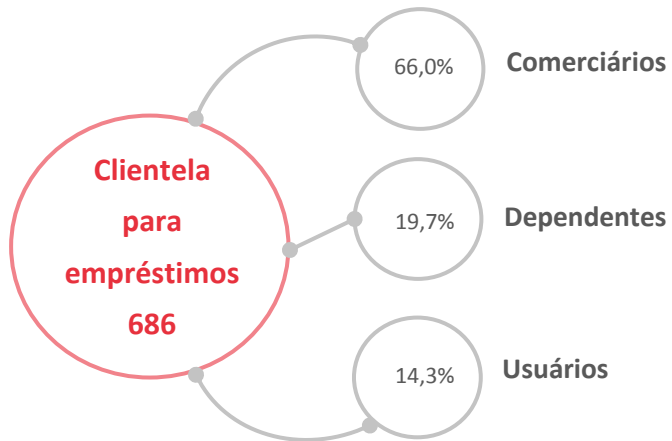 Clientela
para
empréstimos
686
66,0%
Comerciários
19,7%
Dependentes
14,3%
Usuários